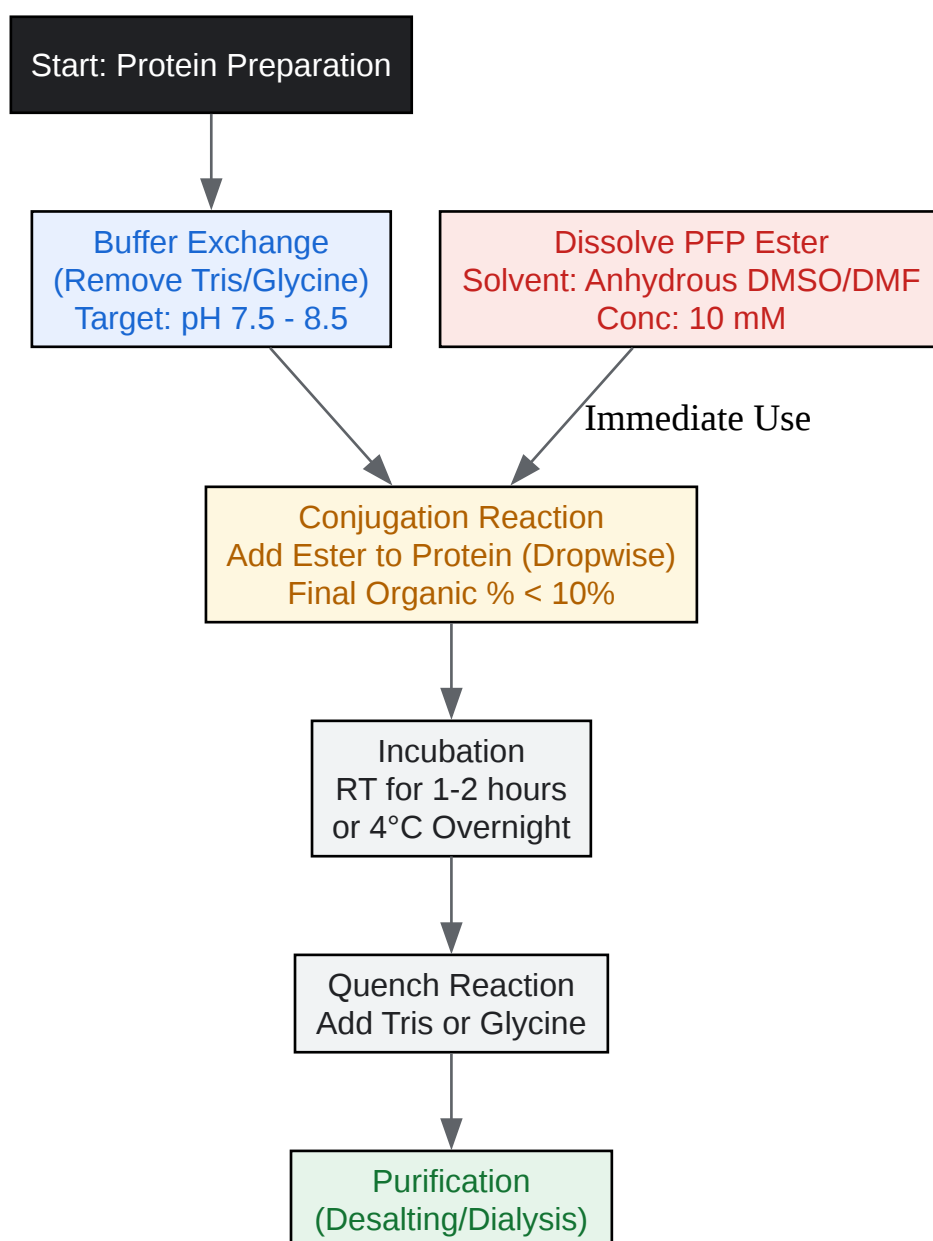 Start: Protein Preparation
Buffer Exchange
(Remove Tris/Glycine)
Target: pH 7.5 - 8.5
Dissolve PFP Ester
Solvent: Anhydrous DMSO/DMF
Conc: 10 mM
Immediate Use
Conjugation Reaction
Add Ester to Protein (Dropwise)
Final Organic % < 10%
Incubation
RT for 1-2 hours
or 4°C Overnight
Quench Reaction
Add Tris or Glycine
Purification
(Desalting/Dialysis)